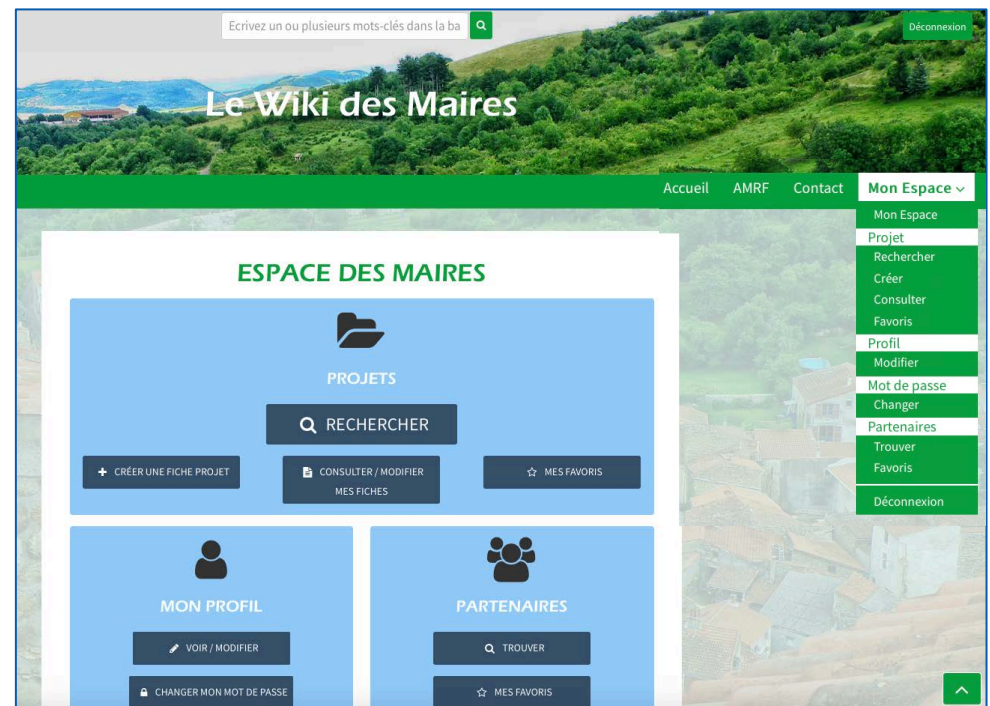 Ecrivez un ou plusieurs mots-clés dans la ba
Déconnexion
Le Wiki des Maires
Accueil AMRF Contact Mon Espace
Mon Espace
Projet
Rechercher
Créer
Consulter
Favoris
Profil
Modifier
Mot de passe
Changer
Partenaires
Trouver
Favoris
Déconnexion
ESPACE DES MAIRES
PROJETS
RECHERCHER
CRÉER UNE FICHE PROJET
CONSULTER / MODIFIER
MES FICHES
MES FAVORIS
MON PROFIL
VOIR / MODIFIER
CHANGER MON MOT DE PASSE
PARTENAIRES
TROUVER
MES FAVORIS